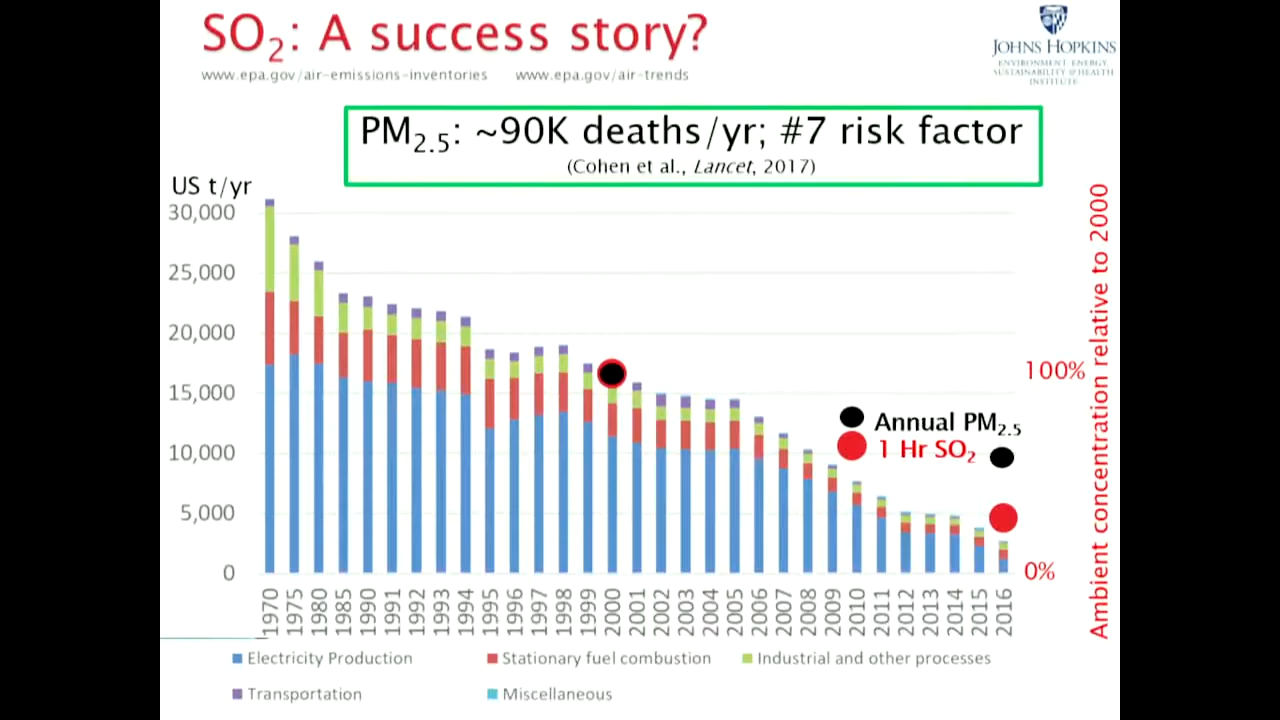 SO₂: A success story?
www.epa.gov/air-emissions-inventories www.epa.gov/air-trends
JOHNS HOPKINS
ENVIRONMENT, ENERGY,
SUSTAINABILITY & HEALTH
INSTITUTE
PM₂.₅: ~90K deaths/yr; #7 risk factor
(Cohen et al., Lancet, 2017)
US t/yr
30,000
25,000
20,000
15,000
10,000
5,000
0
100%
0%
Ambient concentration relative to 2000
Annual PM₂.₅
1 Hr SO₂
1970 1975 1980 1985 1990 1991 1992 1993 1994 1995 1996 1997 1998 1999 2000 2001 2002 2003 2004 2005 2006 2007 2008 2009 2010 2011 2012 2013 2014 2015 2016
Electricity Production Stationary fuel combustion Industrial and other processes
Transportation Miscellaneous